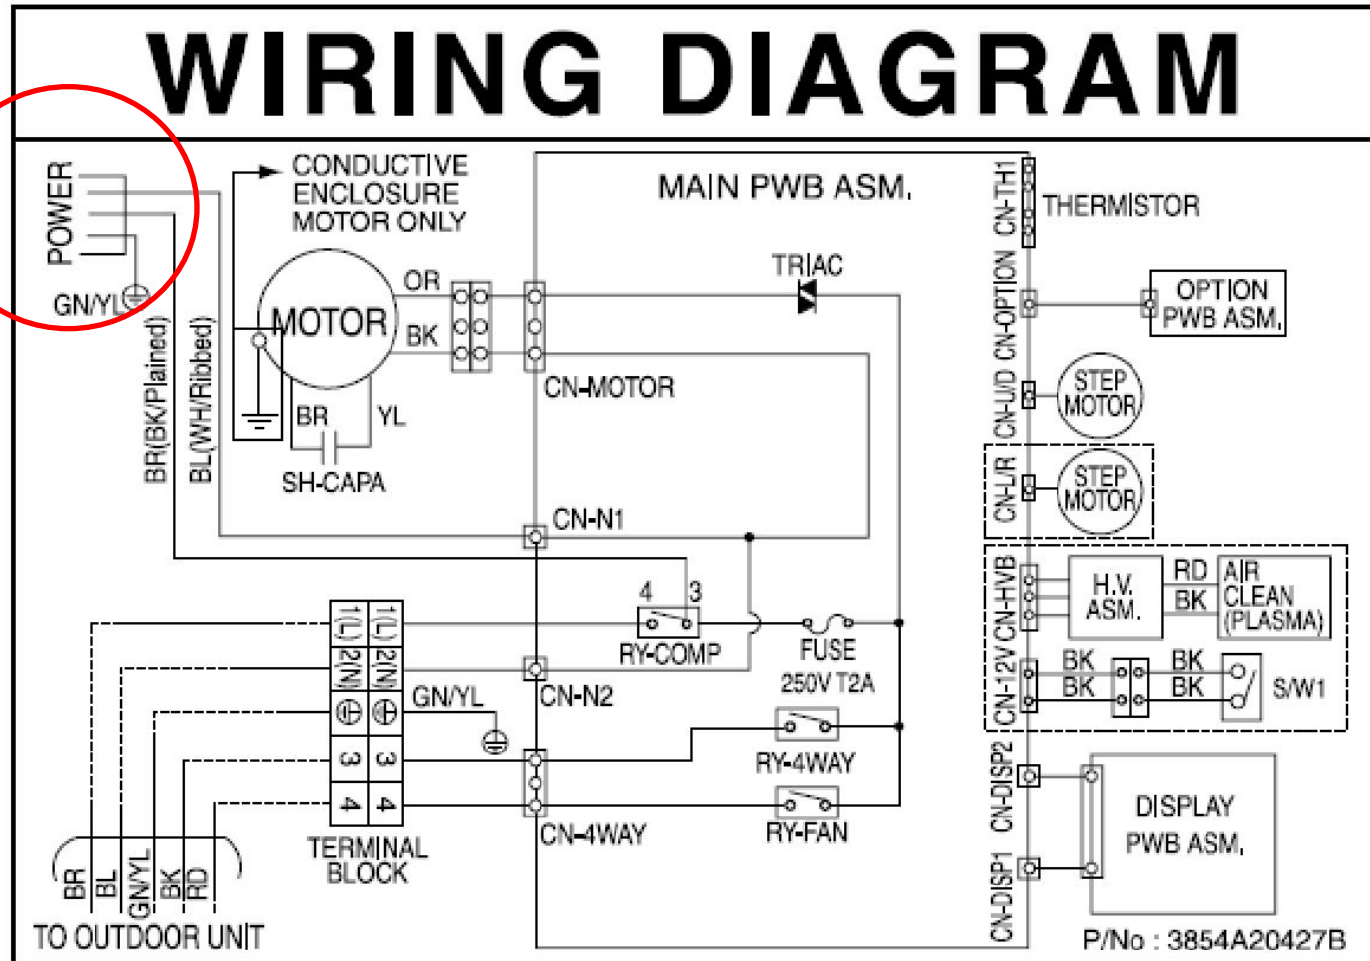 WIRING DIAGRAM
POWER
GN/YL
BR(BK/Plained)
BL(WH/Ribbed)
CONDUCTIVE
ENCLOSURE
MOTOR ONLY
MOTOR
OR
BK
BR
YL
SH-CAPA
MAIN PWB ASM.
TRIAC
CN-MOTOR
CN-N1
4 3
RY-COMP
FUSE
250V T2A
CN-N2
RY-4WAY
RY-FAN
CN-4WAY
1(L) 1(L)
2(N) 2(N)
3 3
4 4
GN/YL
TERMINAL
BLOCK
BR
BL
GN/YL
BK
RD
TO OUTDOOR UNIT
CN-TH1
THERMISTOR
CN-OPTION
OPTION
PWB ASM.
CN-U/D
STEP
MOTOR
CN-L/R
STEP
MOTOR
CN-HVB
H.V.
ASM.
RD
BK
AIR
CLEAN
(PLASMA)
CN-12V
BK BK
BK BK
S/W1
CN-DISP2
CN-DISP1
DISPLAY
PWB ASM.
P/No : 3854A20427B